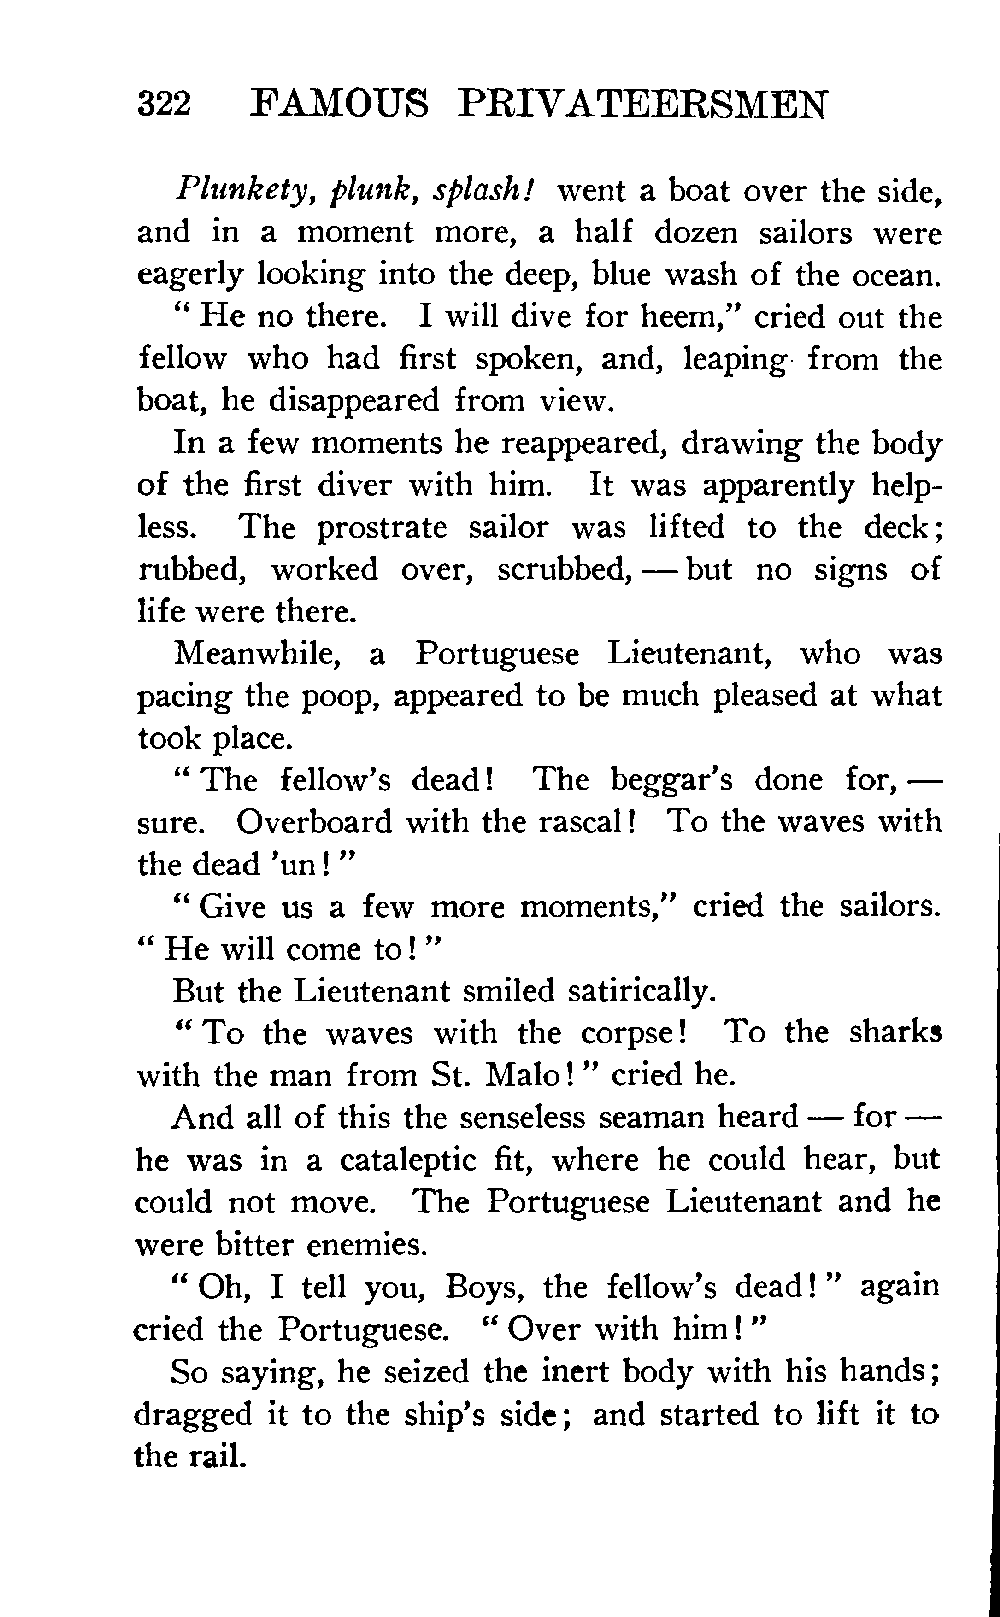 322 FAMOUS PRIVATEERSMEN
Plunkety, plunk, splash! went a boat over the side,
and in a moment more, a half dozen sailors were
eagerly looking into the deep, blue wash of the ocean.
“ He no there. I will dive for heem,” cried out the
fellow who had first spoken, and, leaping from the
boat, he disappeared from view.
In a few moments he reappeared, drawing the body
of the first diver with him. It was apparently help-
less. The prostrate sailor was lifted to the deck;
rubbed, worked over, scrubbed, — but no signs of
life were there.
Meanwhile, a Portuguese Lieutenant, who was
pacing the poop, appeared to be much pleased at what
took place.
“ The fellow’s dead! The beggar’s done for, —
sure. Overboard with the rascal! To the waves with
the dead ’un! ”
“ Give us a few more moments,” cried the sailors.
“ He will come to! ”
But the Lieutenant smiled satirically.
“ To the waves with the corpse! To the sharks
with the man from St. Malo! ” cried he.
And all of this the senseless seaman heard — for —
he was in a cataleptic fit, where he could hear, but
could not move. The Portuguese Lieutenant and he
were bitter enemies.
“ Oh, I tell you, Boys, the fellow’s dead! ” again
cried the Portuguese. “ Over with him! ”
So saying, he seized the inert body with his hands;
dragged it to the ship’s side; and started to lift it to
the rail.